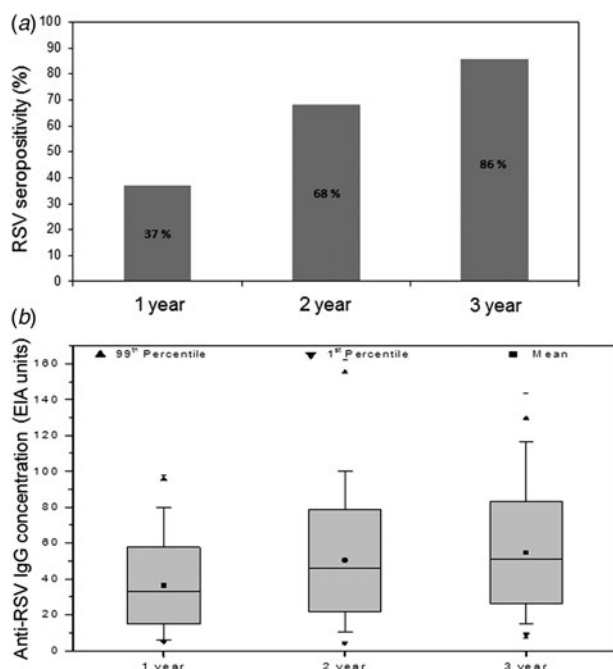 (a)
RSV seropositivity (%)
100
90
80
70
60
50
40
30
20
10
0
37 %
68 %
86 %
1 year
2 year
3 year
(b)
Anti-RSV IgG concentration (EIA units)
99th Percentile
1st Percentile
Mean
160
140
120
100
80
60
40
20
0
1 year
2 year
3 year